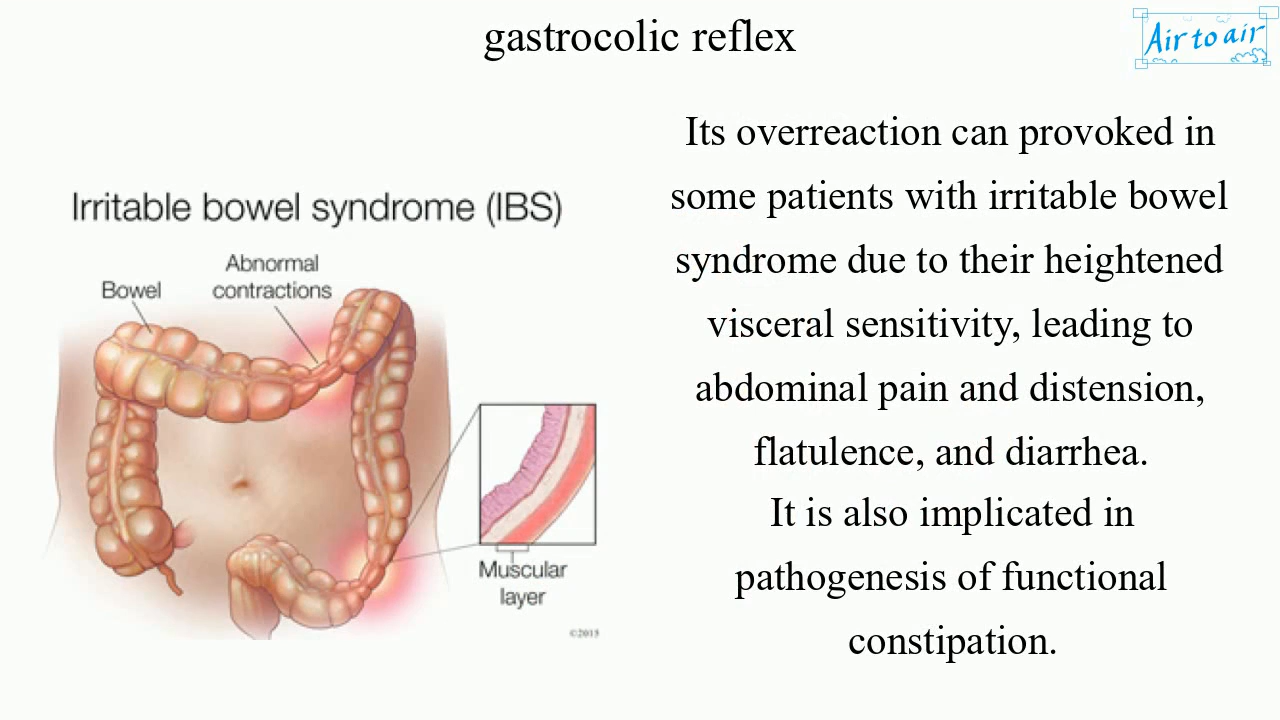 gastrocolic reflex
Air to air
Irritable bowel syndrome (IBS)
Abnormal
contractions
Bowel
Muscular
layer
©2015
Its overreaction can provoked in
some patients with irritable bowel
syndrome due to their heightened
visceral sensitivity, leading to
abdominal pain and distension,
flatulence, and diarrhea.
It is also implicated in
pathogenesis of functional
constipation.